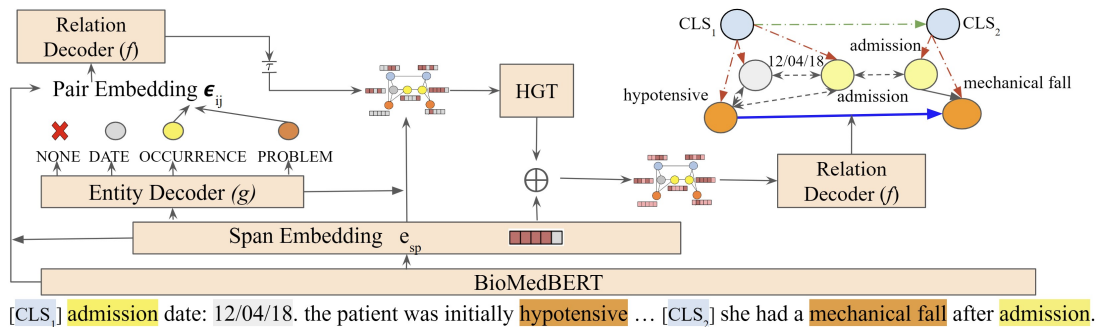 Relation
Decoder (f)
τ
Pair Embedding ϵij
NONE DATE OCCURRENCE PROBLEM
Entity Decoder (g)
Span Embedding esp
BioMedBERT
HGT
Relation
Decoder (f)
CLS1
CLS2
admission
12/04/18
mechanical fall
hypotensive
admission
[CLS1] admission date: 12/04/18. the patient was initially hypotensive … [CLS2] she had a mechanical fall after admission.